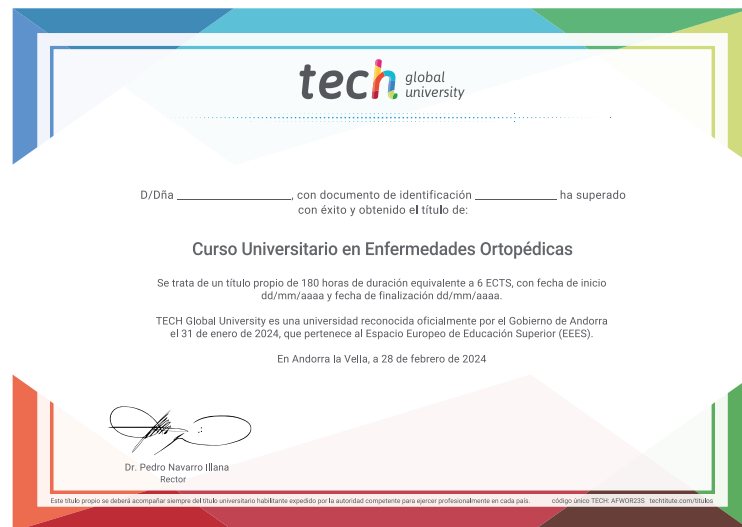 tech global university
D/Dña ____________________, con documento de identificación ______________ ha superado
con éxito y obtenido el título de:
Curso Universitario en Enfermedades Ortopédicas
Se trata de un título propio de 180 horas de duración equivalente a 6 ECTS, con fecha de inicio
dd/mm/aaaa y fecha de finalización dd/mm/aaaa.
TECH Global University es una universidad reconocida oficialmente por el Gobierno de Andorra
el 31 de enero de 2024, que pertenece al Espacio Europeo de Educación Superior (EEES).
En Andorra la Vella, a 28 de febrero de 2024
Dr. Pedro Navarro Illana
Rector
Este título propio se deberá acompañar siempre del título universitario habilitante expedido por la autoridad competente para ejercer profesionalmente en cada país. código único TECH: AFWOR23S techtitute.com/titulos